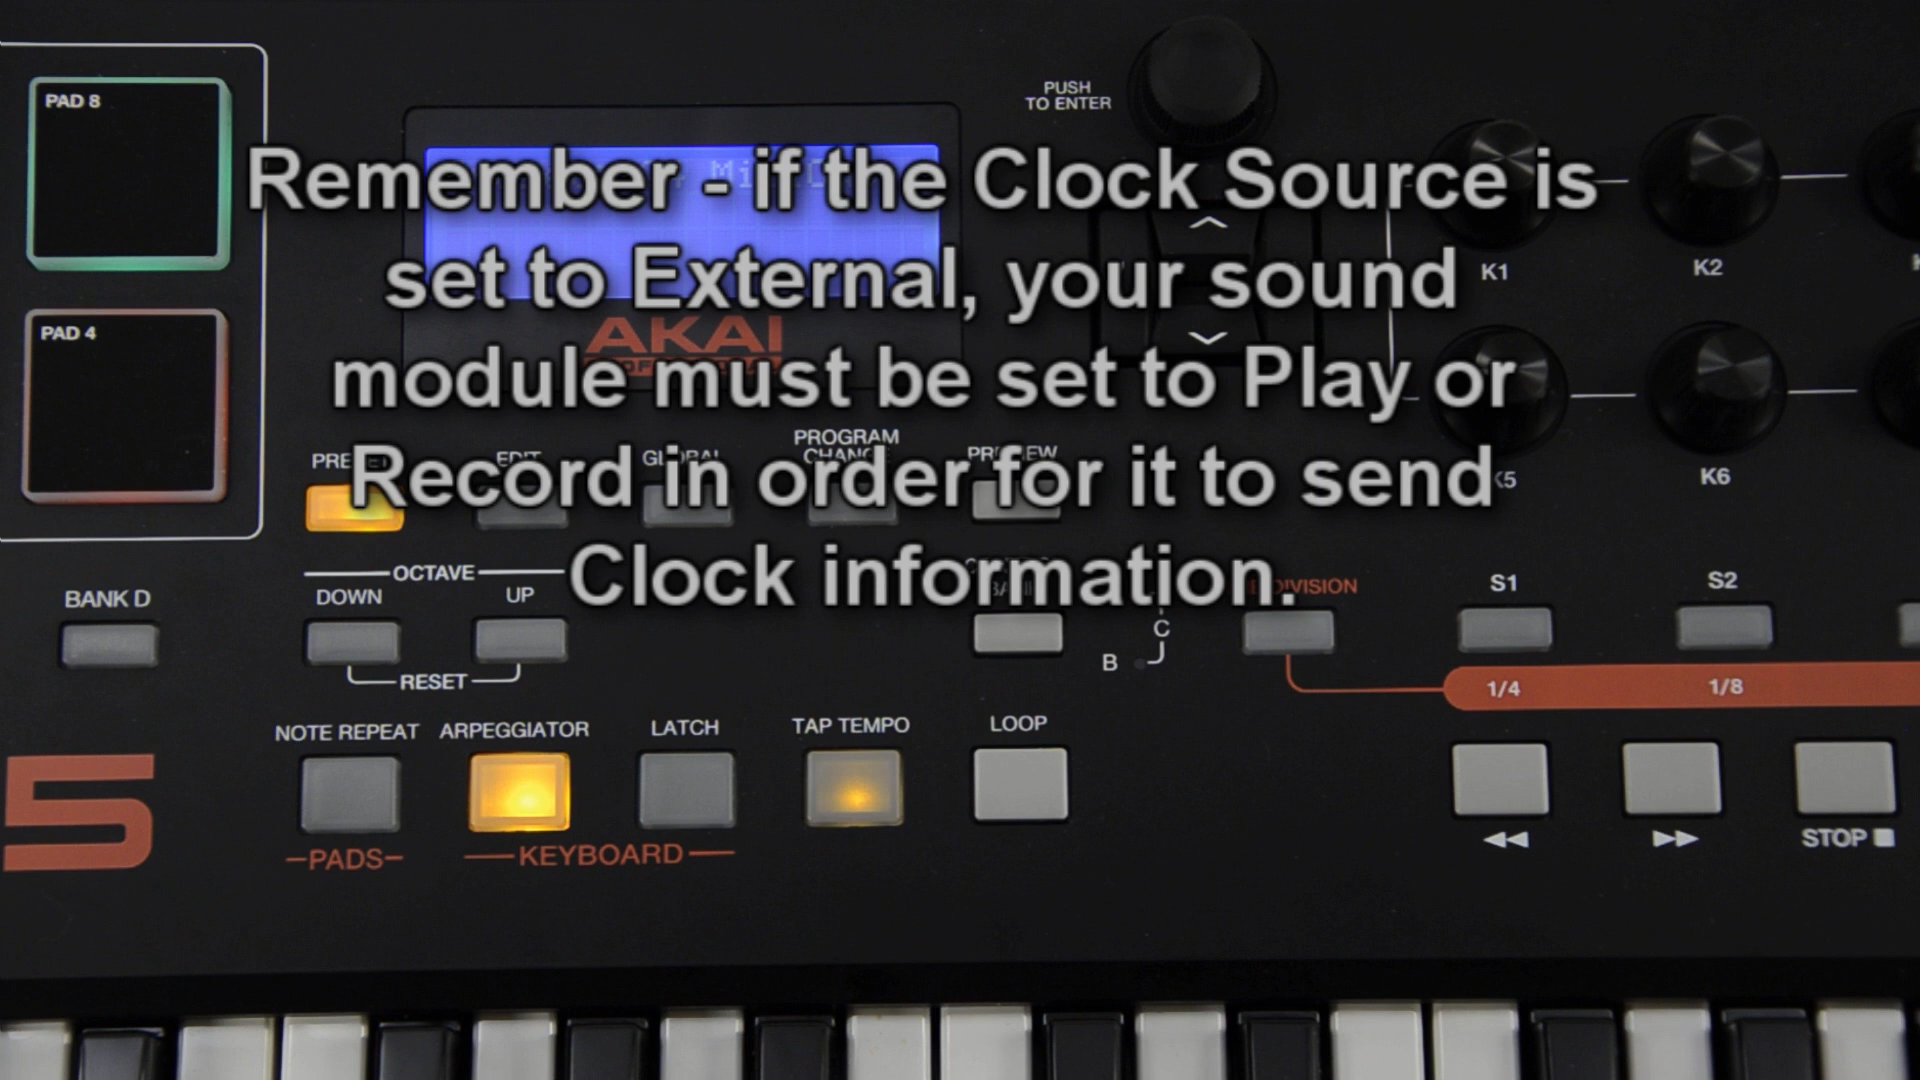 Remember - if the Clock Source is
set to External, your sound
module must be set to Play or
Record in order for it to send
Clock information.
PAD 8
PAD 4
PUSH
TO ENTER
AKAI
K1
K2
K6
PROGRAM
OCTAVE
DOWN
UP
RESET
BANK D
C
B
S1
S2
1/4
1/8
NOTE REPEAT
ARPEGGIATOR
LATCH
TAP TEMPO
LOOP
PADS
KEYBOARD
STOP
5